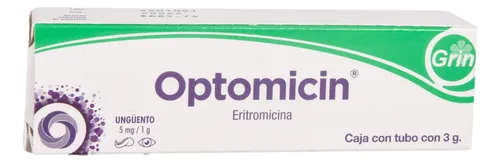 Grin
Optomicin®
Eritromicina
UNGÜENTO
5 mg / 1 g
Caja con tubo con 3 g.